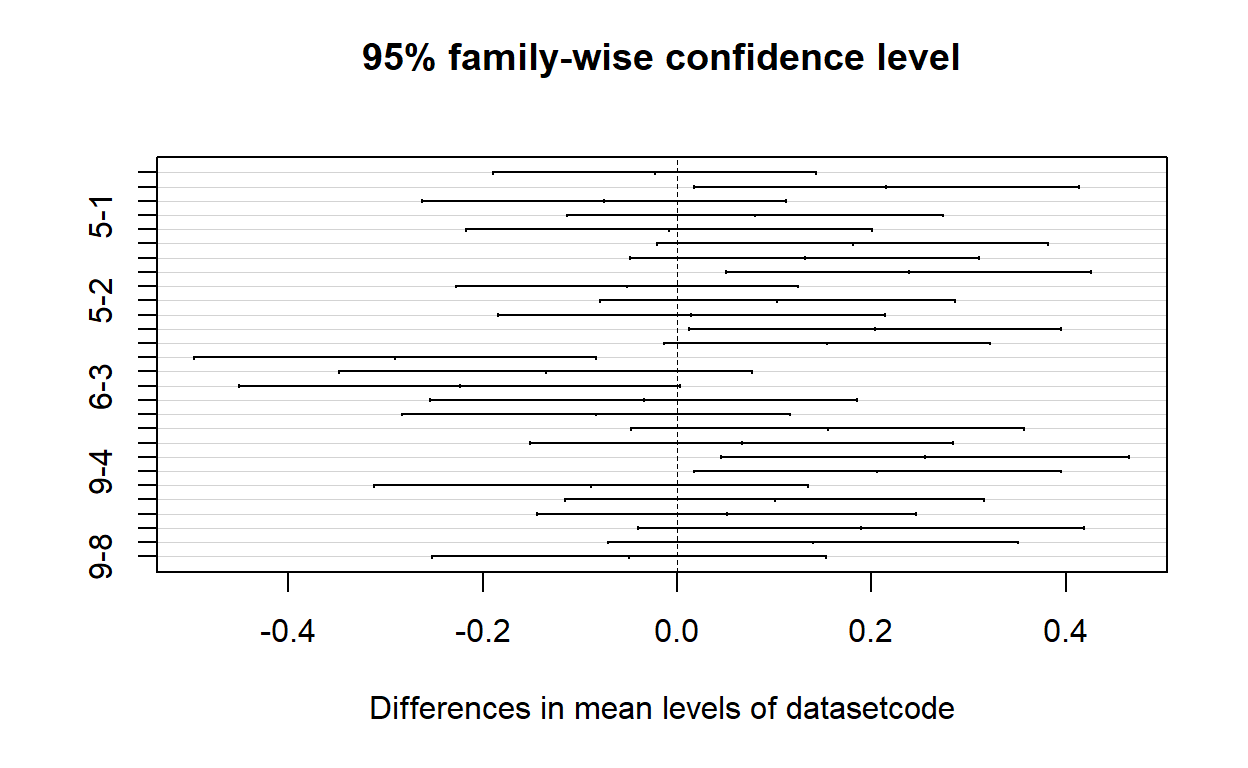 95% family-wise confidence level
5-1
5-2
6-3
9-4
9-8
-0.4 -0.2 0.0 0.2 0.4
Differences in mean levels of datasetcode